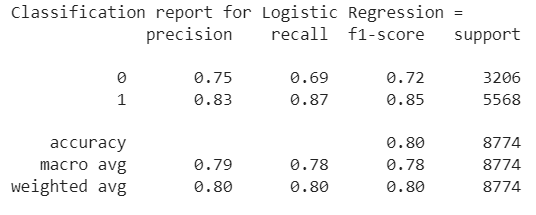 Classification report for Logistic Regression =
precision recall f1-score support
0 0.75 0.69 0.72 3206
1 0.83 0.87 0.85 5568
accuracy 0.80 8774
macro avg 0.79 0.78 0.78 8774
weighted avg 0.80 0.80 0.80 8774